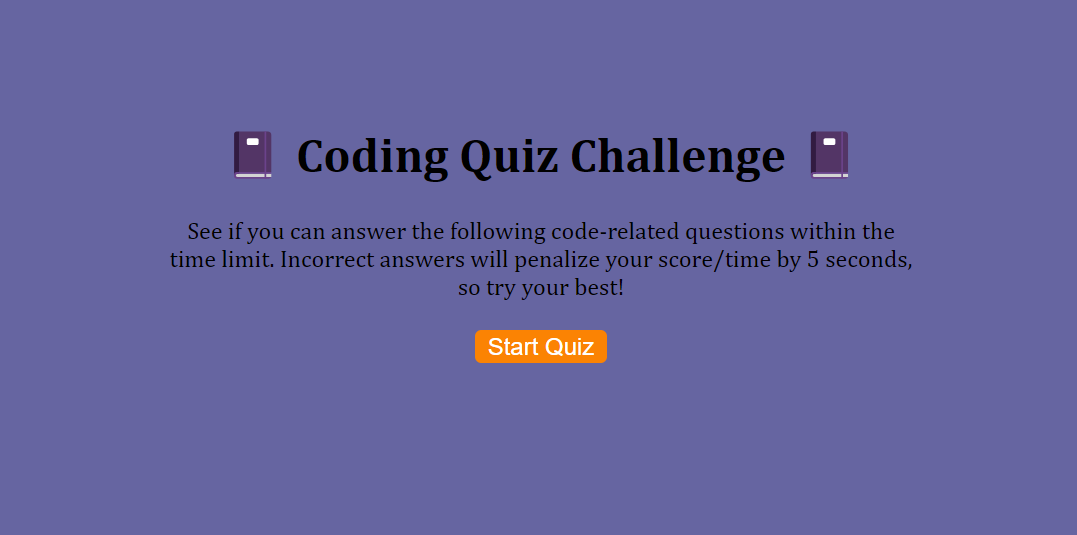 Coding Quiz Challenge
See if you can answer the following code-related questions within the
time limit. Incorrect answers will penalize your score/time by 5 seconds,
so try your best!
Start Quiz